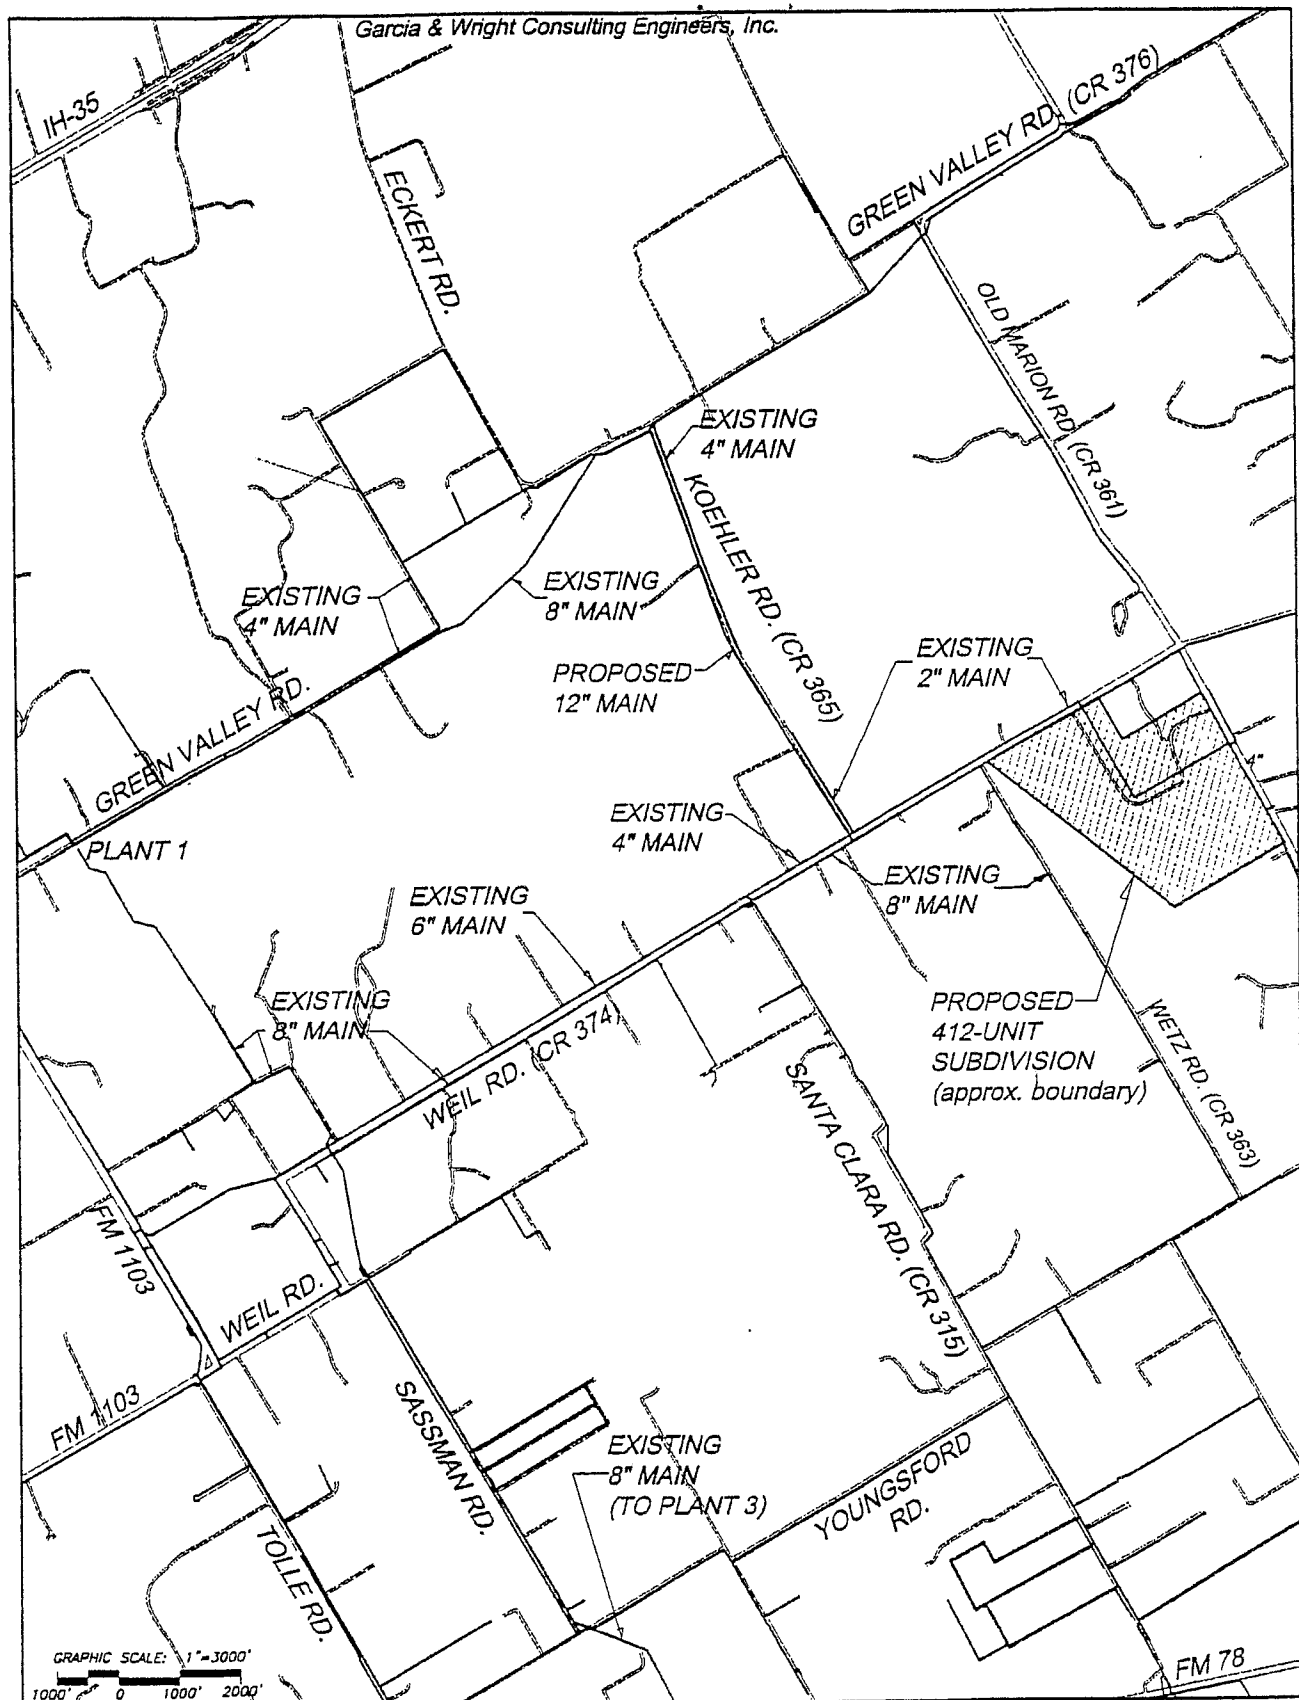 Garcia & Wright Consulting Engineers, Inc.
IH-35
GREEN VALLEY RD. (CR 376)
ECKERT RD.
OLD MARION RD. (CR 361)
EXISTING
4" MAIN
KOEHLER RD. (CR 365)
EXISTING
4" MAIN
EXISTING
8" MAIN
EXISTING
2" MAIN
PROPOSED
12" MAIN
GREEN VALLEY RD.
4"
PLANT 1
EXISTING
4" MAIN
EXISTING
8" MAIN
EXISTING
6" MAIN
EXISTING
8" MAIN
PROPOSED
412-UNIT
SUBDIVISION
(approx. boundary)
WEIL RD. (CR 374)
WETZ RD. (CR 363)
SANTA CLARA RD. (CR 315)
FM 1103
WEIL RD.
FM 1103
SASSMAN RD.
EXISTING
8" MAIN
(TO PLANT 3)
YOUNGSFORD
RD.
TOLLE RD.
FM 78
GRAPHIC SCALE: 1"=3000'
1000' 0 1000' 2000'